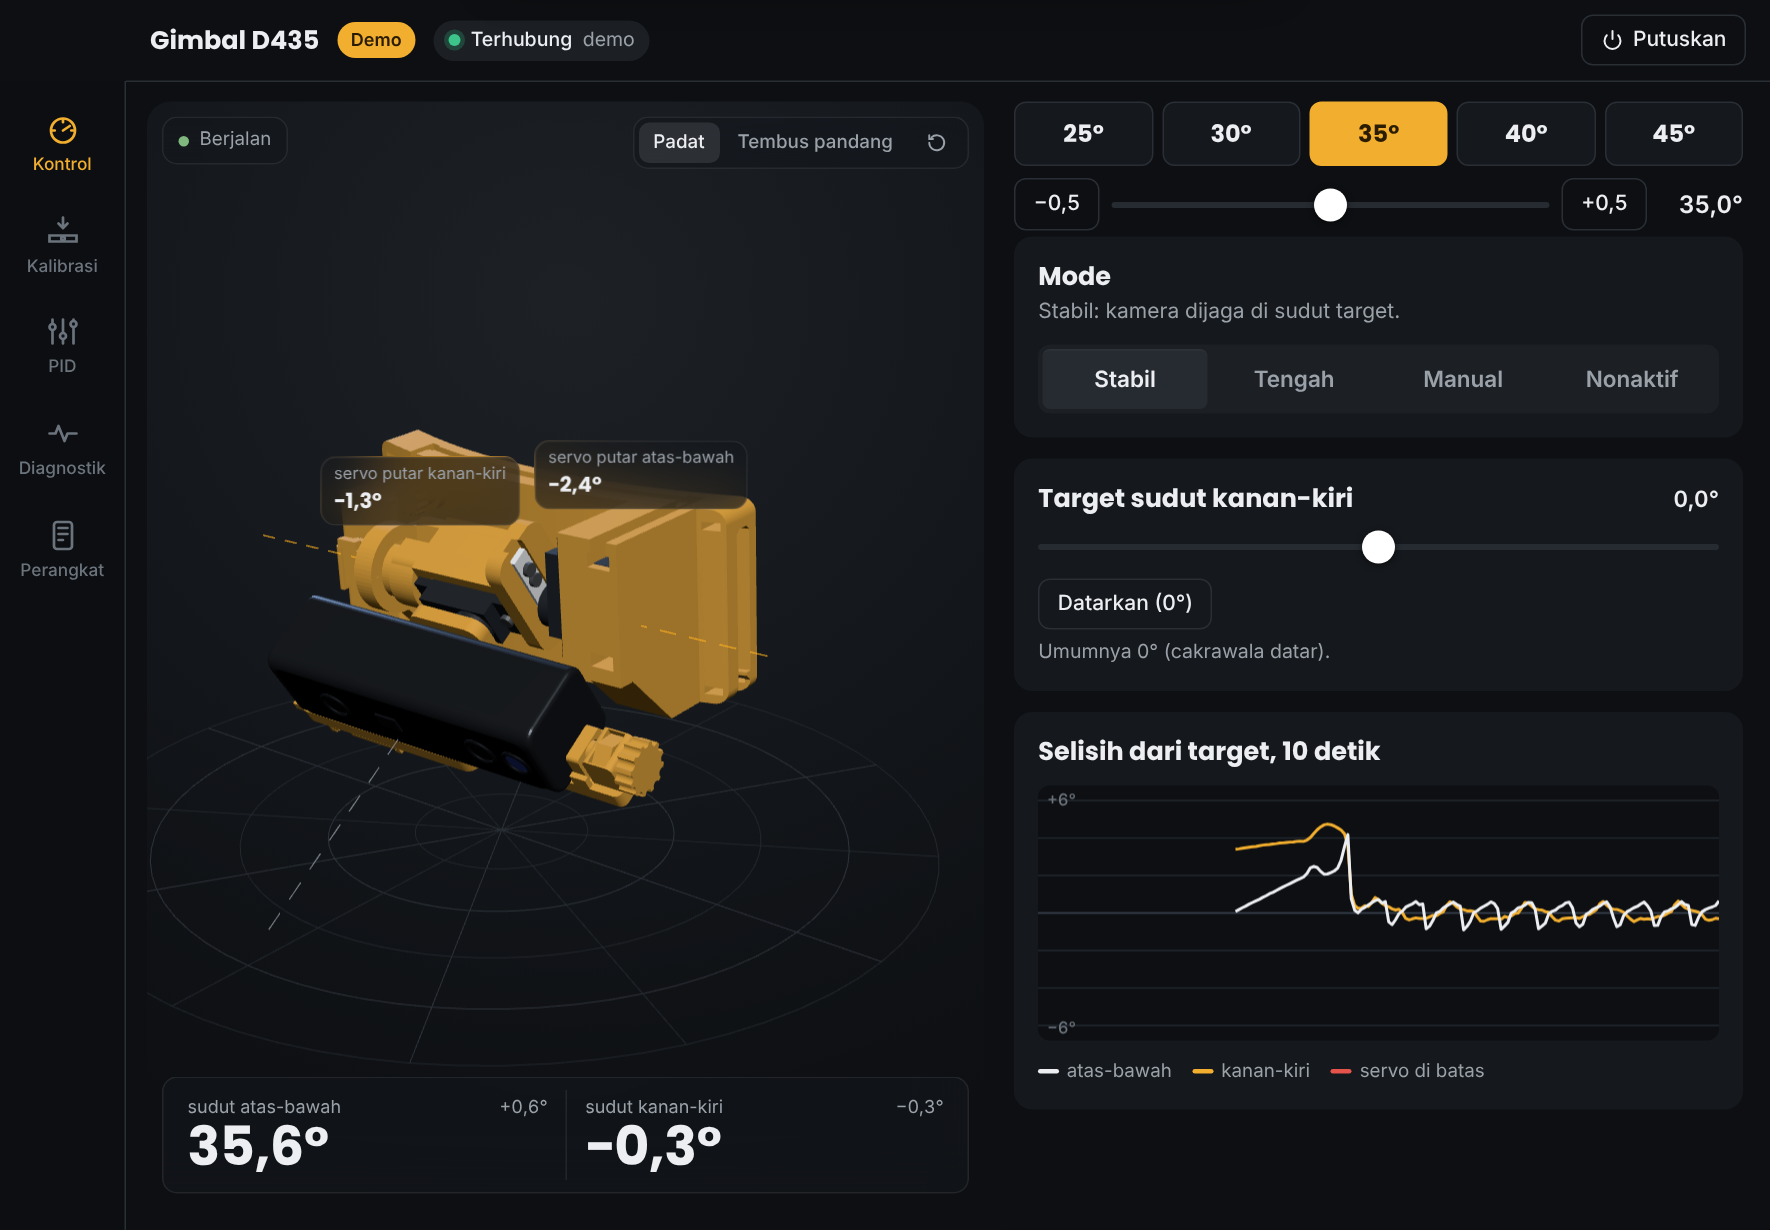 Gimbal D435
Demo
Terhubung demo
Putuskan
Kontrol
Kalibrasi
PID
Diagnostik
Perangkat
Berjalan
Padat
Tembus pandang
servo putar kanan-kiri
−1,3°
servo putar atas-bawah
−2,4°
sudut atas-bawah
+0,6°
35,6°
sudut kanan-kiri
−0,3°
−0,3°
25°
30°
35°
40°
45°
−0,5
+0,5
35,0°
Mode
Stabil: kamera dijaga di sudut target.
Stabil
Tengah
Manual
Nonaktif
Target sudut kanan-kiri
0,0°
Datarkan (0°)
Umumnya 0° (cakrawala datar).
Selisih dari target, 10 detik
+6°
−6°
atas-bawah
kanan-kiri
servo di batas